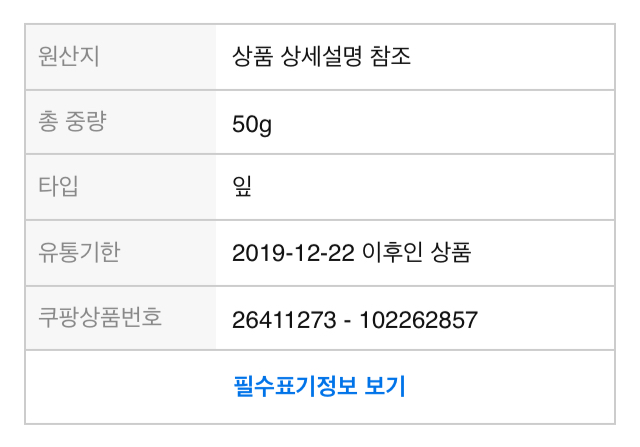 원산지 상품 상세설명 참조
총 중량 50g
타입 잎
유통기한 2019-12-22 이후인 상품
쿠팡상품번호 26411273 - 102262857
필수표기정보 보기